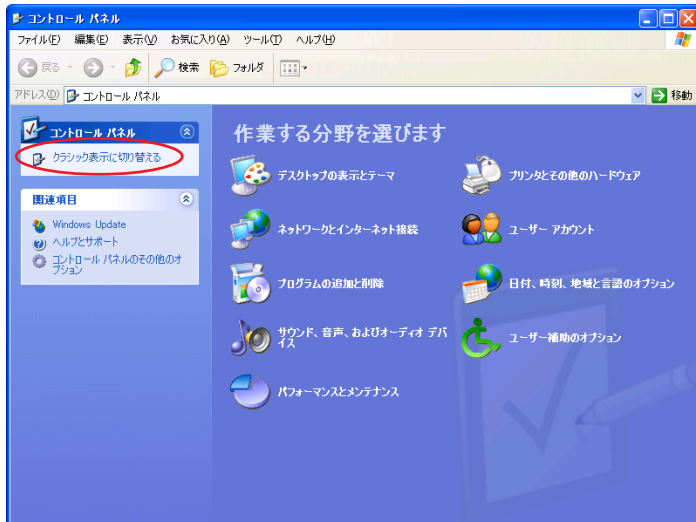 コントロール パネル
ファイル(F) 編集(E) 表示(V) お気に入り(A) ツール(T) ヘルプ(H)
戻る 検索 フォルダ
アドレス(D) コントロール パネル 移動
コントロール パネル
クラシック表示に切り替える
関連項目
Windows Update
ヘルプとサポート
コントロール パネルのその他のオ
プション
作業する分野を選びます
デスクトップの表示とテーマ
プリンタとその他のハードウェア
ネットワークとインターネット接続
ユーザー アカウント
プログラムの追加と削除
日付、時刻、地域と言語のオプション
サウンド、音声、およびオーディオ デバ
イス
ユーザー補助のオプション
パフォーマンスとメンテナンス